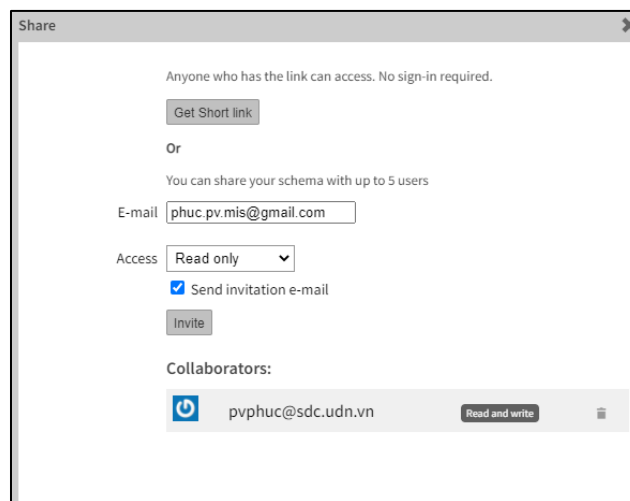 Share
Anyone who has the link can access. No sign-in required.
Get Short link
Or
You can share your schema with up to 5 users
E-mail phuc.pv.mis@gmail.com
Access Read only
Send invitation e-mail
Invite
Collaborators:
pvphuc@sdc.udn.vn Read and write